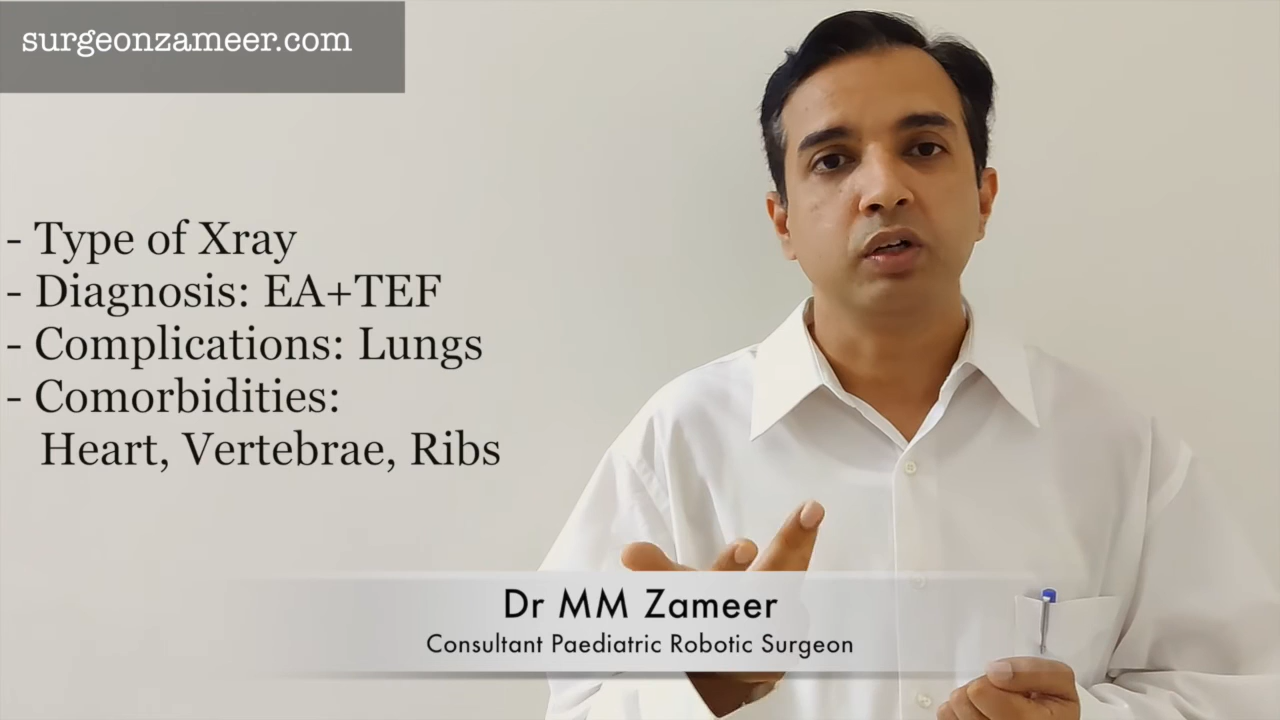 surgeonzameer.com
- Type of Xray
- Diagnosis: EA+TEF
- Complications: Lungs
- Comorbidities:
Heart, Vertebrae, Ribs
Dr MM Zameer
Consultant Paediatric Robotic Surgeon